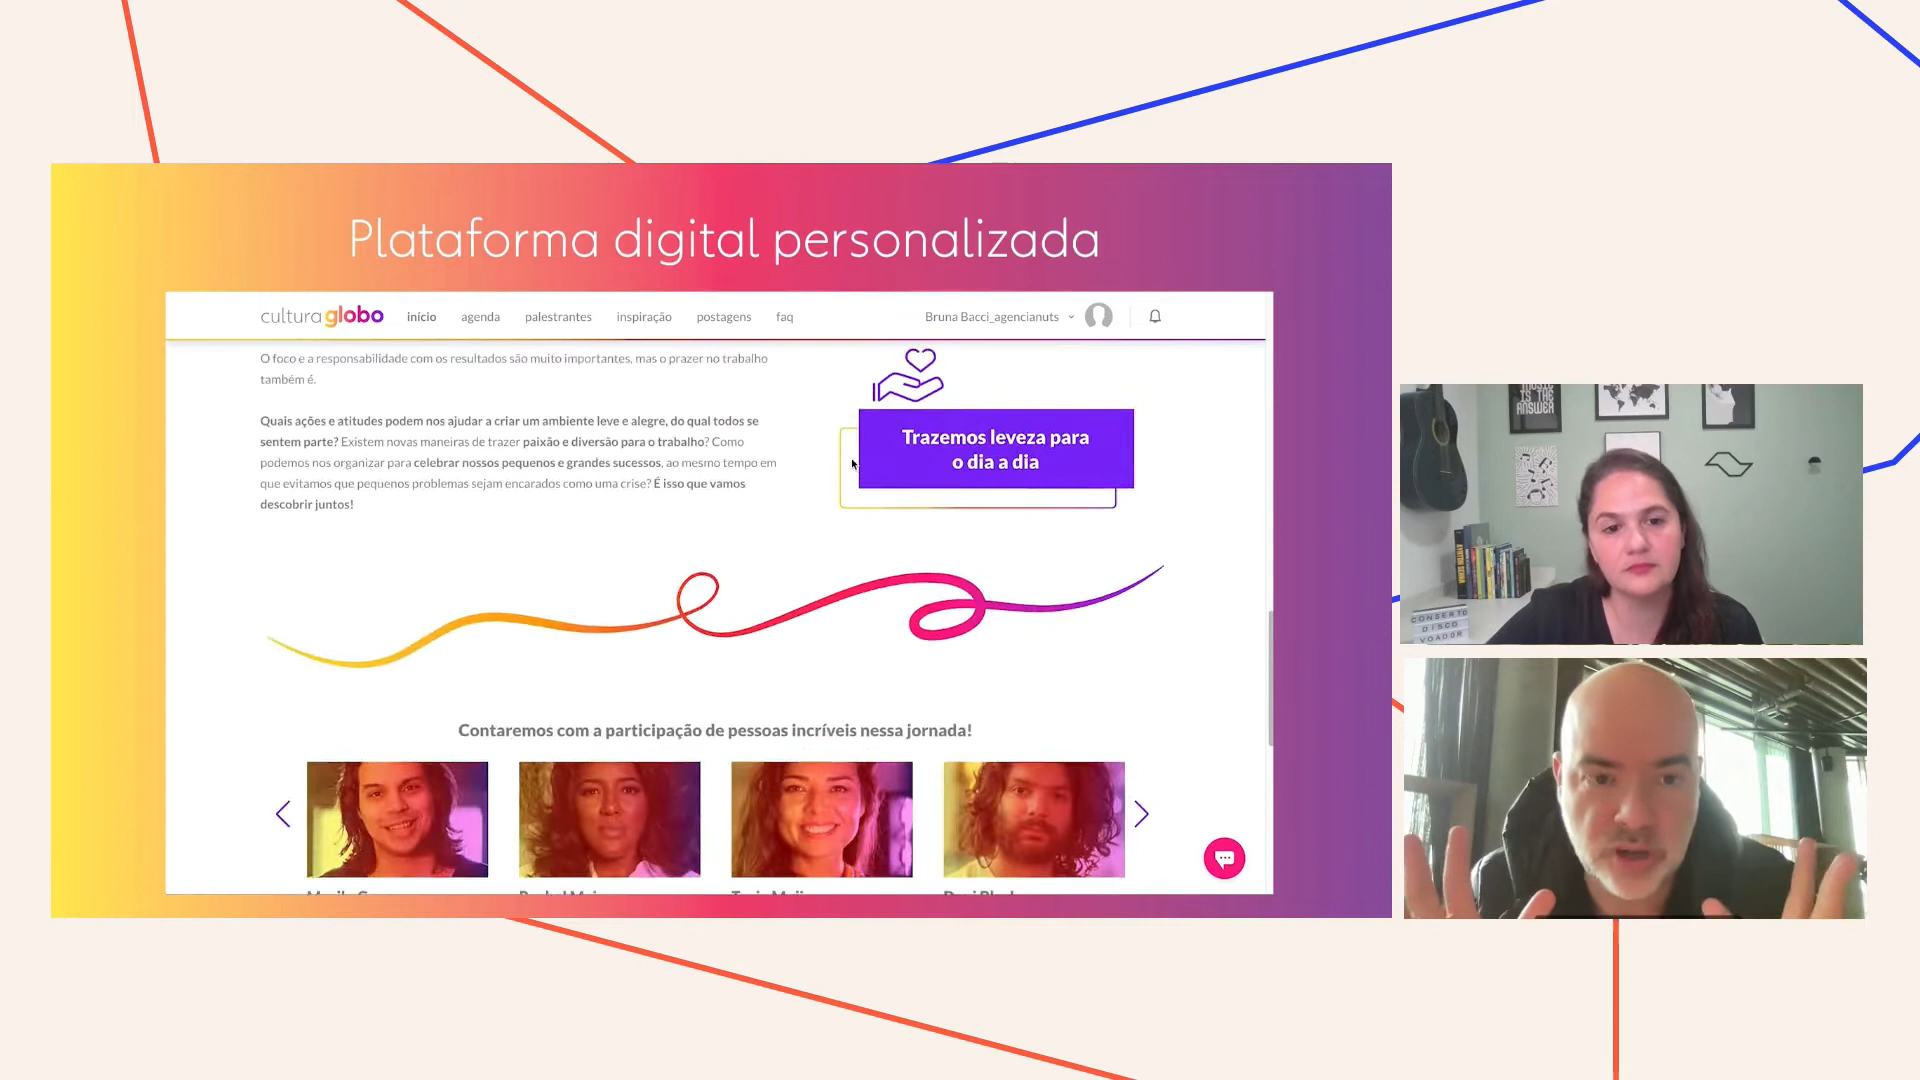 Plataforma digital personalizada
cultura globo
início
agenda
palestrantes
inspiração
postagens
faq
Bruna Bacci_agencianuts
O foco e a responsabilidade com os resultados são muito importantes, mas o prazer no trabalho
também é.
Quais ações e atitudes podem nos ajudar a criar um ambiente leve e alegre, do qual todos se
sentem parte? Existem novas maneiras de trazer paixão e diversão para o trabalho? Como
podemos nos organizar para celebrar nossos pequenos e grandes sucessos, ao mesmo tempo em
que evitamos que pequenos problemas sejam encarados como uma crise? É isso que vamos
descobrir juntos!
Trazemos leveza para
o dia a dia
Contaremos com a participação de pessoas incríveis nessa jornada!
MUSIC
IS THE
ANSWER
AYRTON SENNA
CONSERTO
DISCO
VOADOR